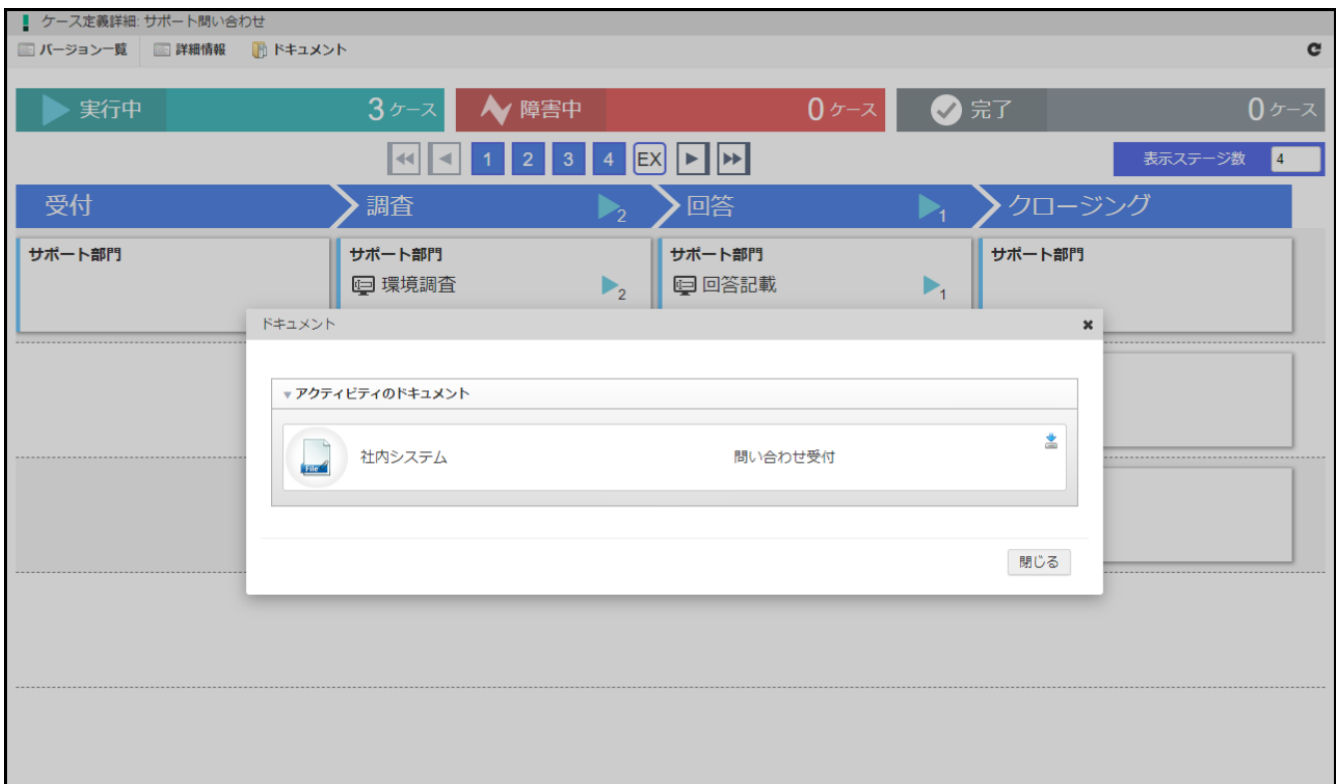 ケース定義詳細: サポート問い合わせ
バージョン一覧 詳細情報 ドキュメント
実行中 3 ケース 障害中 0 ケース 完了 0 ケース
1 2 3 4 EX 表示ステージ数 4
受付 調査 2 回答 1 クロージング
サポート部門 サポート部門 サポート部門 サポート部門
環境調査 2 回答記載 1
ドキュメント
アクティビティのドキュメント
File 社内システム 問い合わせ受付
閉じる